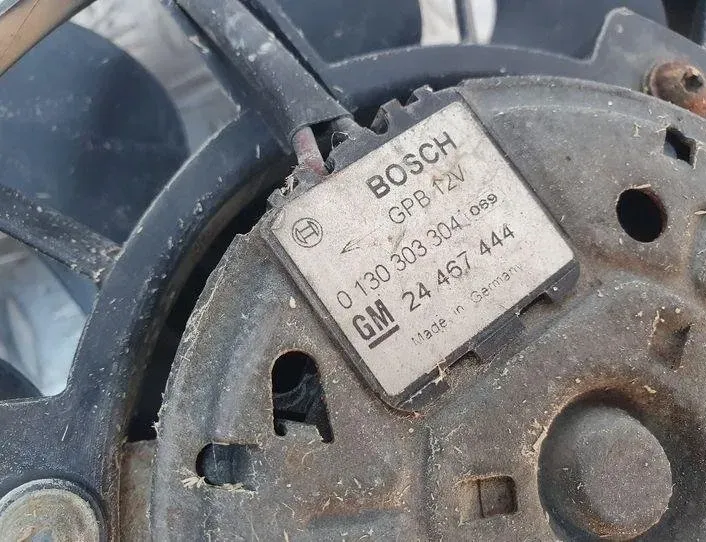 BOSCH
GPB 12V
0 130 303 304 069
GM 24 467 444
Made in Germany